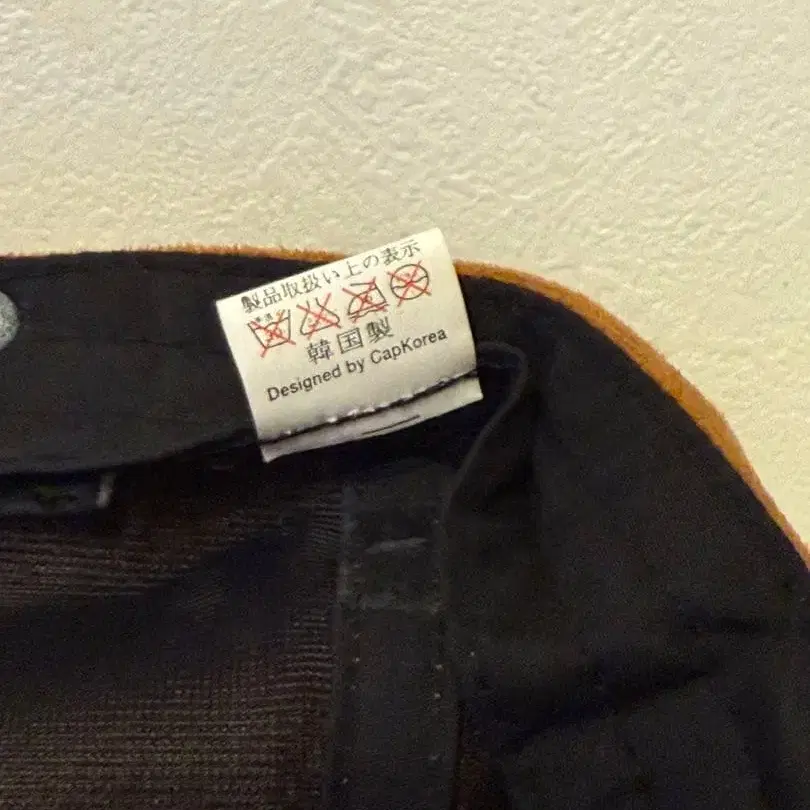 製品取扱い上の表示
韓国製
Designed by CapKorea